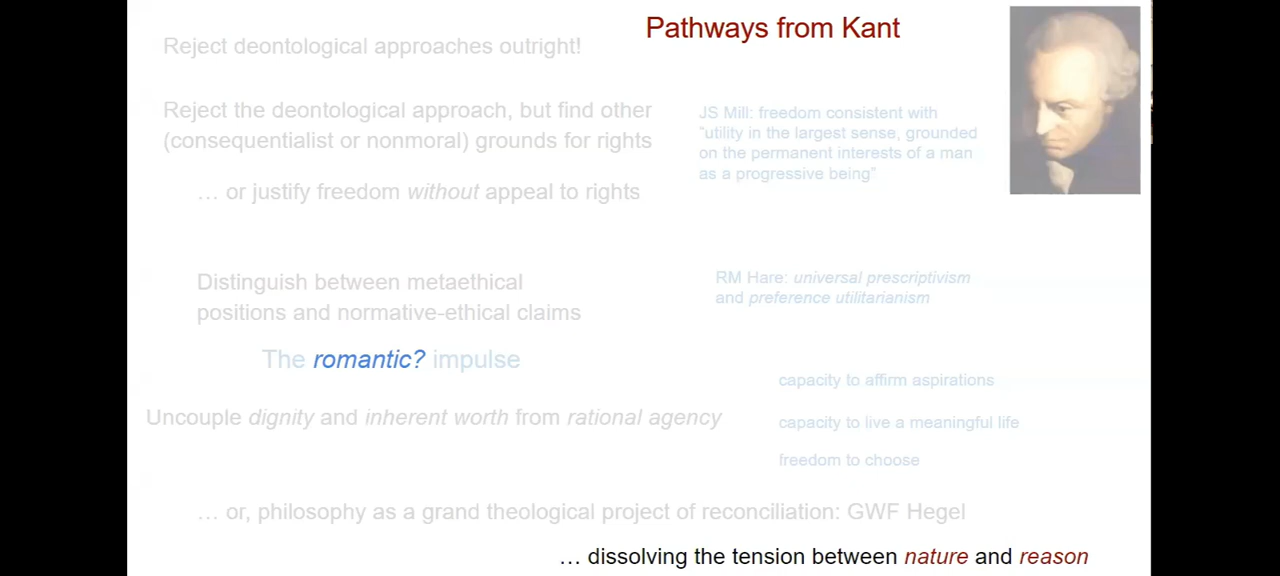 Pathways from Kant
Reject deontological approaches outright!
Reject the deontological approach, but find other
(consequentialist or nonmoral) grounds for rights
JS Mill: freedom consistent with
"utility in the largest sense, grounded
on the permanent interests of a man
as a progressive being"
… or justify freedom without appeal to rights
Distinguish between metaethical
positions and normative-ethical claims
RM Hare: universal prescriptivism
and preference utilitarianism
The romantic? impulse
Uncouple dignity and inherent worth from rational agency
capacity to affirm aspirations
capacity to live a meaningful life
freedom to choose
… or, philosophy as a grand theological project of reconciliation: GWF Hegel
… dissolving the tension between nature and reason